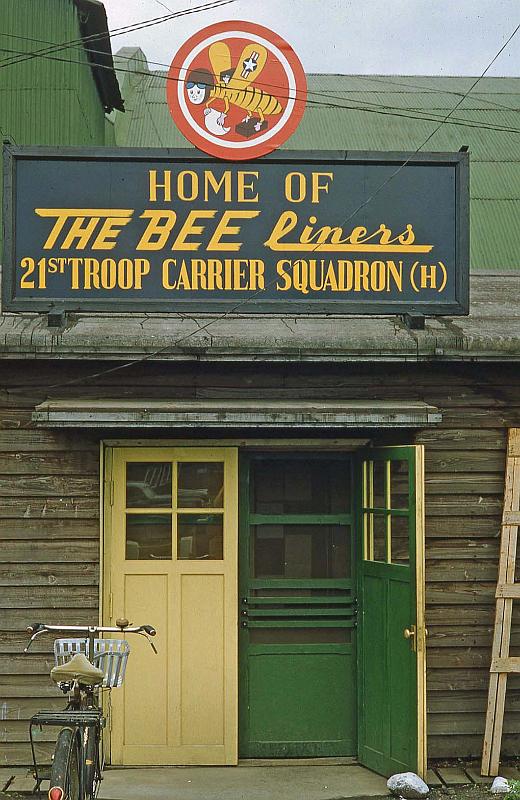 HOME OF
THE BEE Liners
21ST TROOP CARRIER SQUADRON (H)